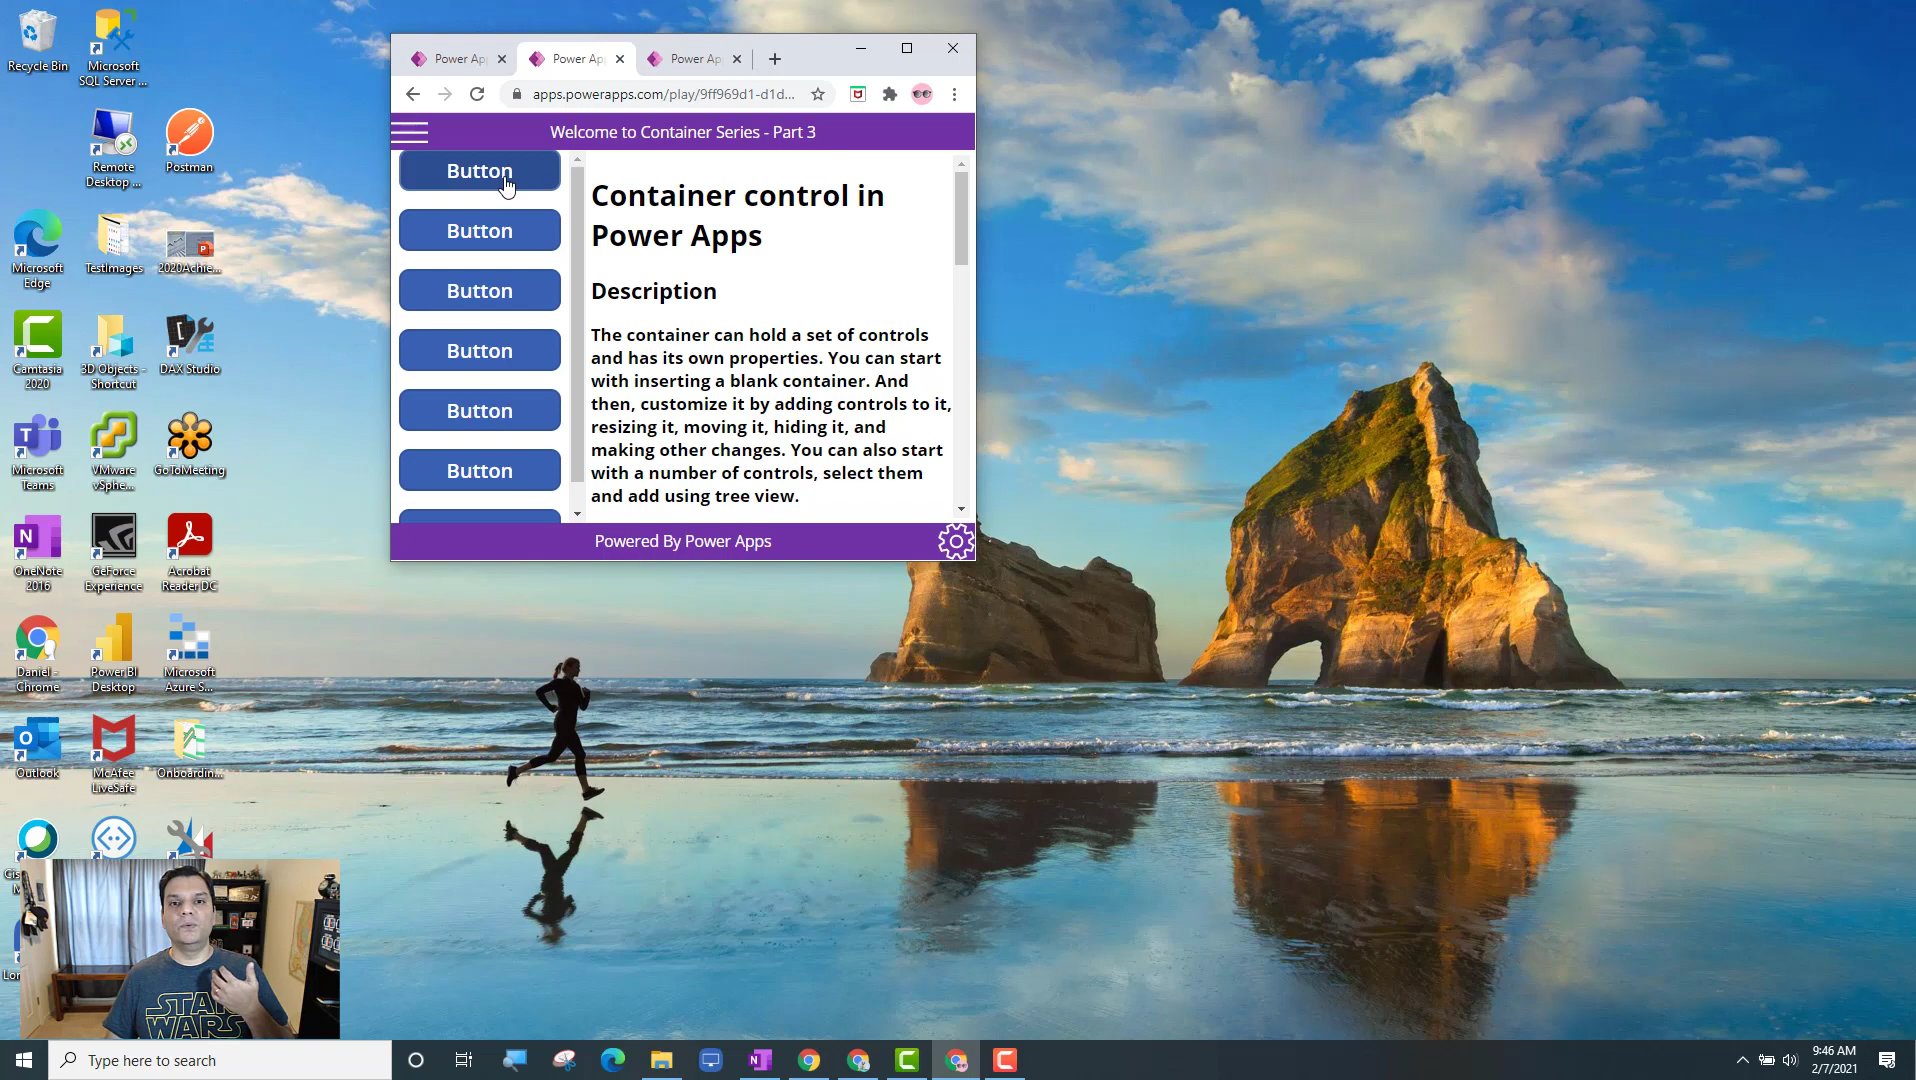 Recycle Bin
Microsoft
SQL Server ...
Remote
Desktop ...
Postman
Microsoft
Edge
TestImages
2020Achie...
Camtasia
2020
3D Objects -
Shortcut
DAX Studio
Microsoft
Teams
VMware
vSphe...
GoToMeeting
OneNote
2016
GeForce
Experience
Acrobat
Reader DC
Daniel -
Chrome
Power BI
Desktop
Microsoft
Azure S...
Outlook
McAfee
LiveSafe
Onboardin...
Power Ap
Power Ap
Power Ap
apps.powerapps.com/play/9ff969d1-d1d...
Welcome to Container Series - Part 3
Button
Button
Button
Button
Button
Button
Container control in
Power Apps
Description
The container can hold a set of controls
and has its own properties. You can start
with inserting a blank container. And
then, customize it by adding controls to it,
resizing it, moving it, hiding it, and
making other changes. You can also start
with a number of controls, select them
and add using tree view.
Powered By Power Apps
STAR
WARS
Type here to search
9:46 AM
2/7/2021